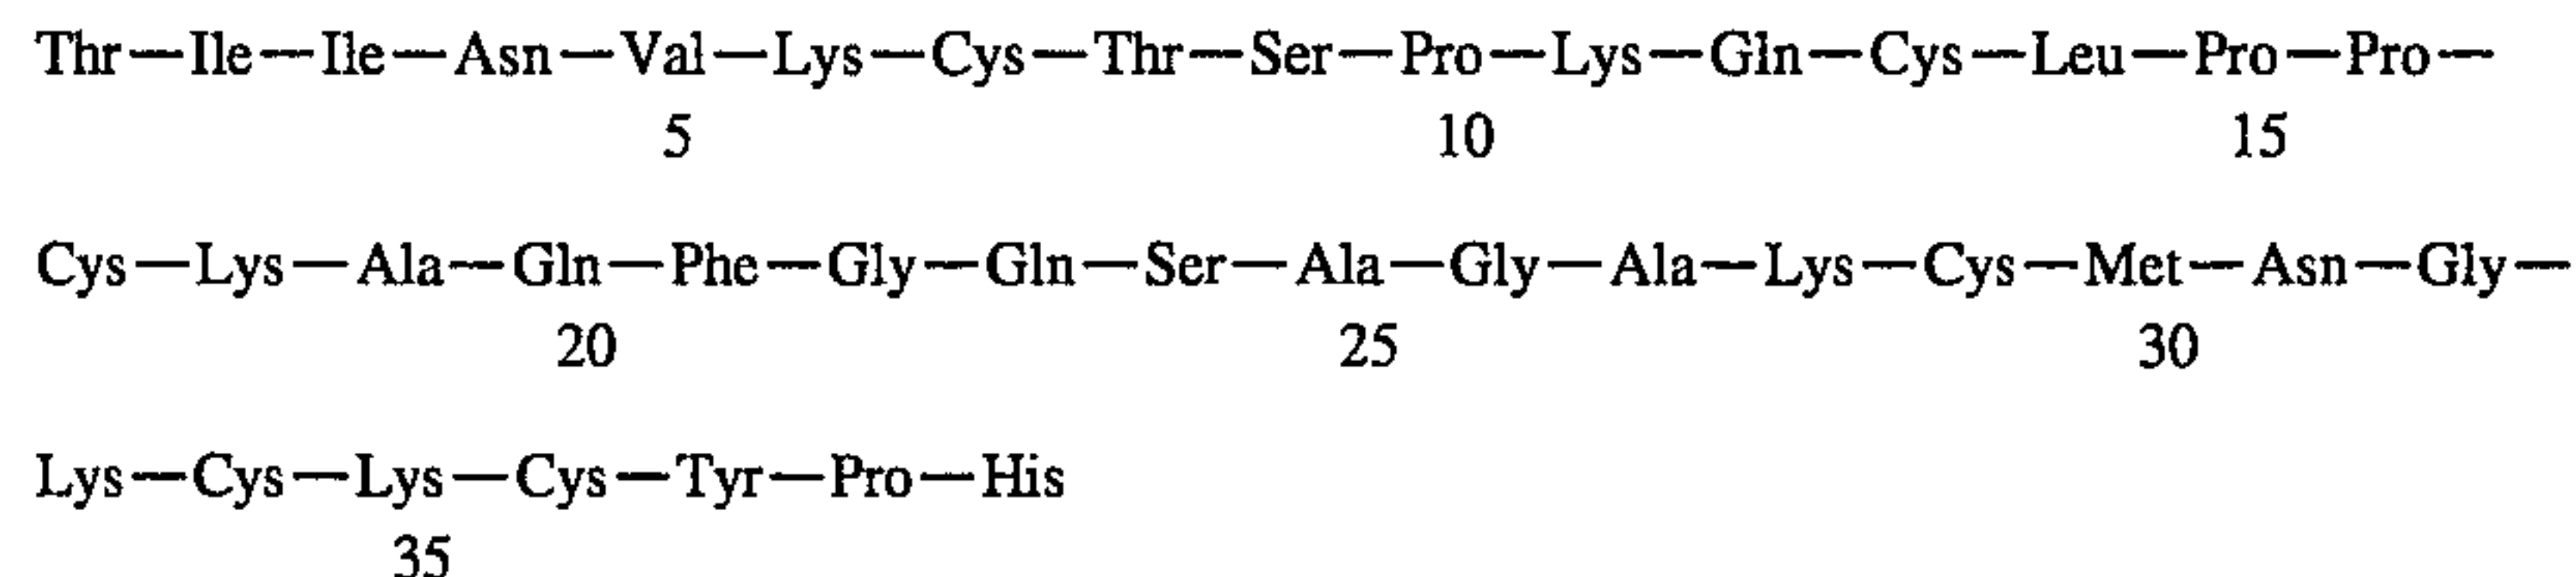 Thr—Ile—Ile—Asn—Val—Lys—Cys—Thr—Ser—Pro—Lys—Gln—Cys—Leu—Pro—Pro—
5 10 15
Cys—Lys—Ala—Gln—Phe—Gly—Gln—Ser—Ala—Gly—Ala—Lys—Cys—Met—Asn—Gly—
20 25 30
Lys—Cys—Lys—Cys—Tyr—Pro—His
35